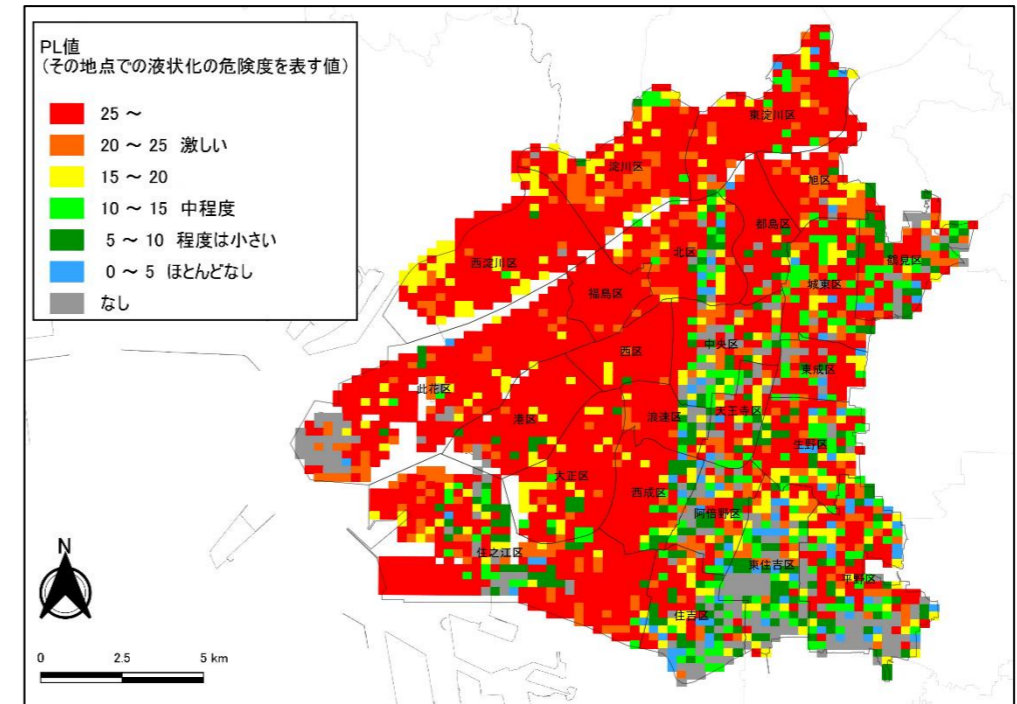 PL値
（その地点での液状化の危険度を表す値）
25 ～
20 ～ 25 激しい
15 ～ 20
10 ～ 15 中程度
5 ～ 10 程度は小さい
0 ～ 5 ほとんどなし
なし
東淀川区
淀川区
旭区
都島区
北区
鶴見区
西淀川区
城東区
福島区
中央区
西区
東成区
此花区
天王寺区
浪速区
港区
生野区
大正区
西成区
阿倍野区
住之江区
東住吉区
平野区
住吉区
N
0 2.5 5 km